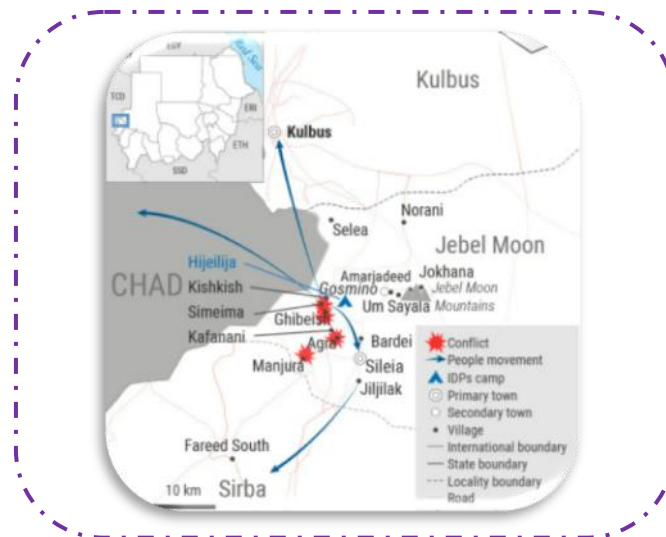 EGY
Red Sea
TCD
ERI
ETH
SSD
Kulbus
Kulbus
Norani
Selea
Jebel Moon
CHAD
Hijeilija
Kishkish
Simeima
Kafanani
Gosmino
Amarjadeed
Jokhana
Jebel Moon
Um Sayala
Mountains
Ghibeish
Agra
Bardei
Manjura
Sileia
Jiljilak
Fareed South
Sirba
10 km
Conflict
People movement
IDPs camp
Primary town
Secondary town
Village
International boundary
State boundary
Locality boundary
Road